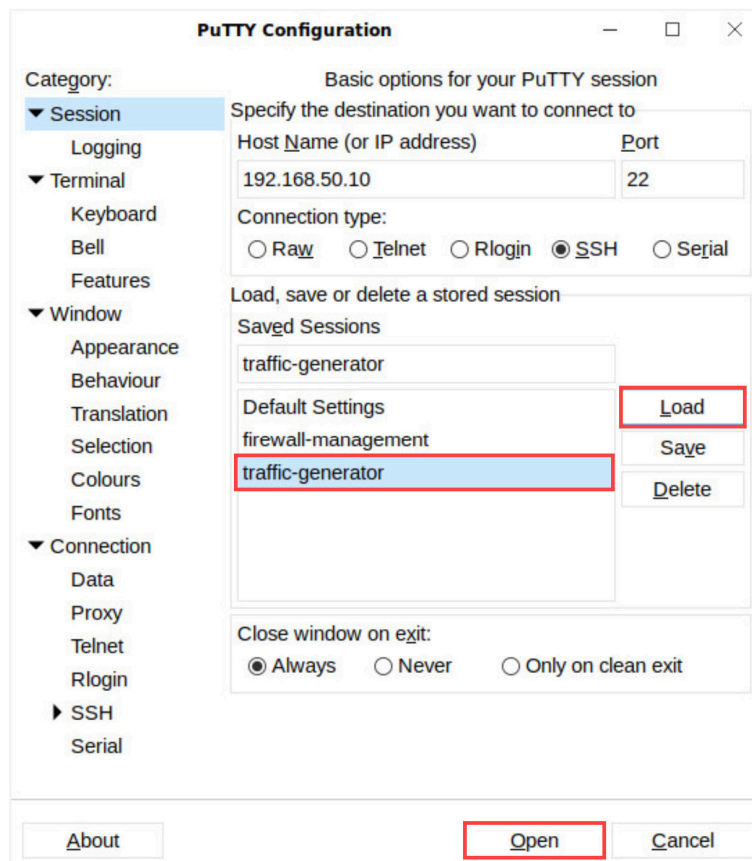 PuTTY Configuration
Category:
Session
Logging
Terminal
Keyboard
Bell
Features
Window
Appearance
Behaviour
Translation
Selection
Colours
Fonts
Connection
Data
Proxy
Telnet
Rlogin
SSH
Serial
Basic options for your PuTTY session
Specify the destination you want to connect to
Host Name (or IP address) Port
192.168.50.10 22
Connection type:
Raw Telnet Rlogin SSH Serial
Load, save or delete a stored session
Saved Sessions
traffic-generator
Default Settings
firewall-management
traffic-generator
Load
Save
Delete
Close window on exit:
Always Never Only on clean exit
About Open Cancel